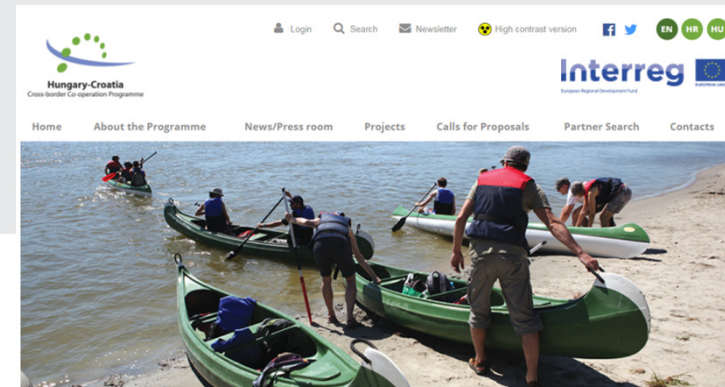 Login Search Newsletter High contrast version EN HR HU
Hungary-Croatia
Cross-border Co-operation Programme
Interreg
European Regional Development Fund
Home About the Programme News/Press room Projects Calls for Proposals Partner Search Contacts